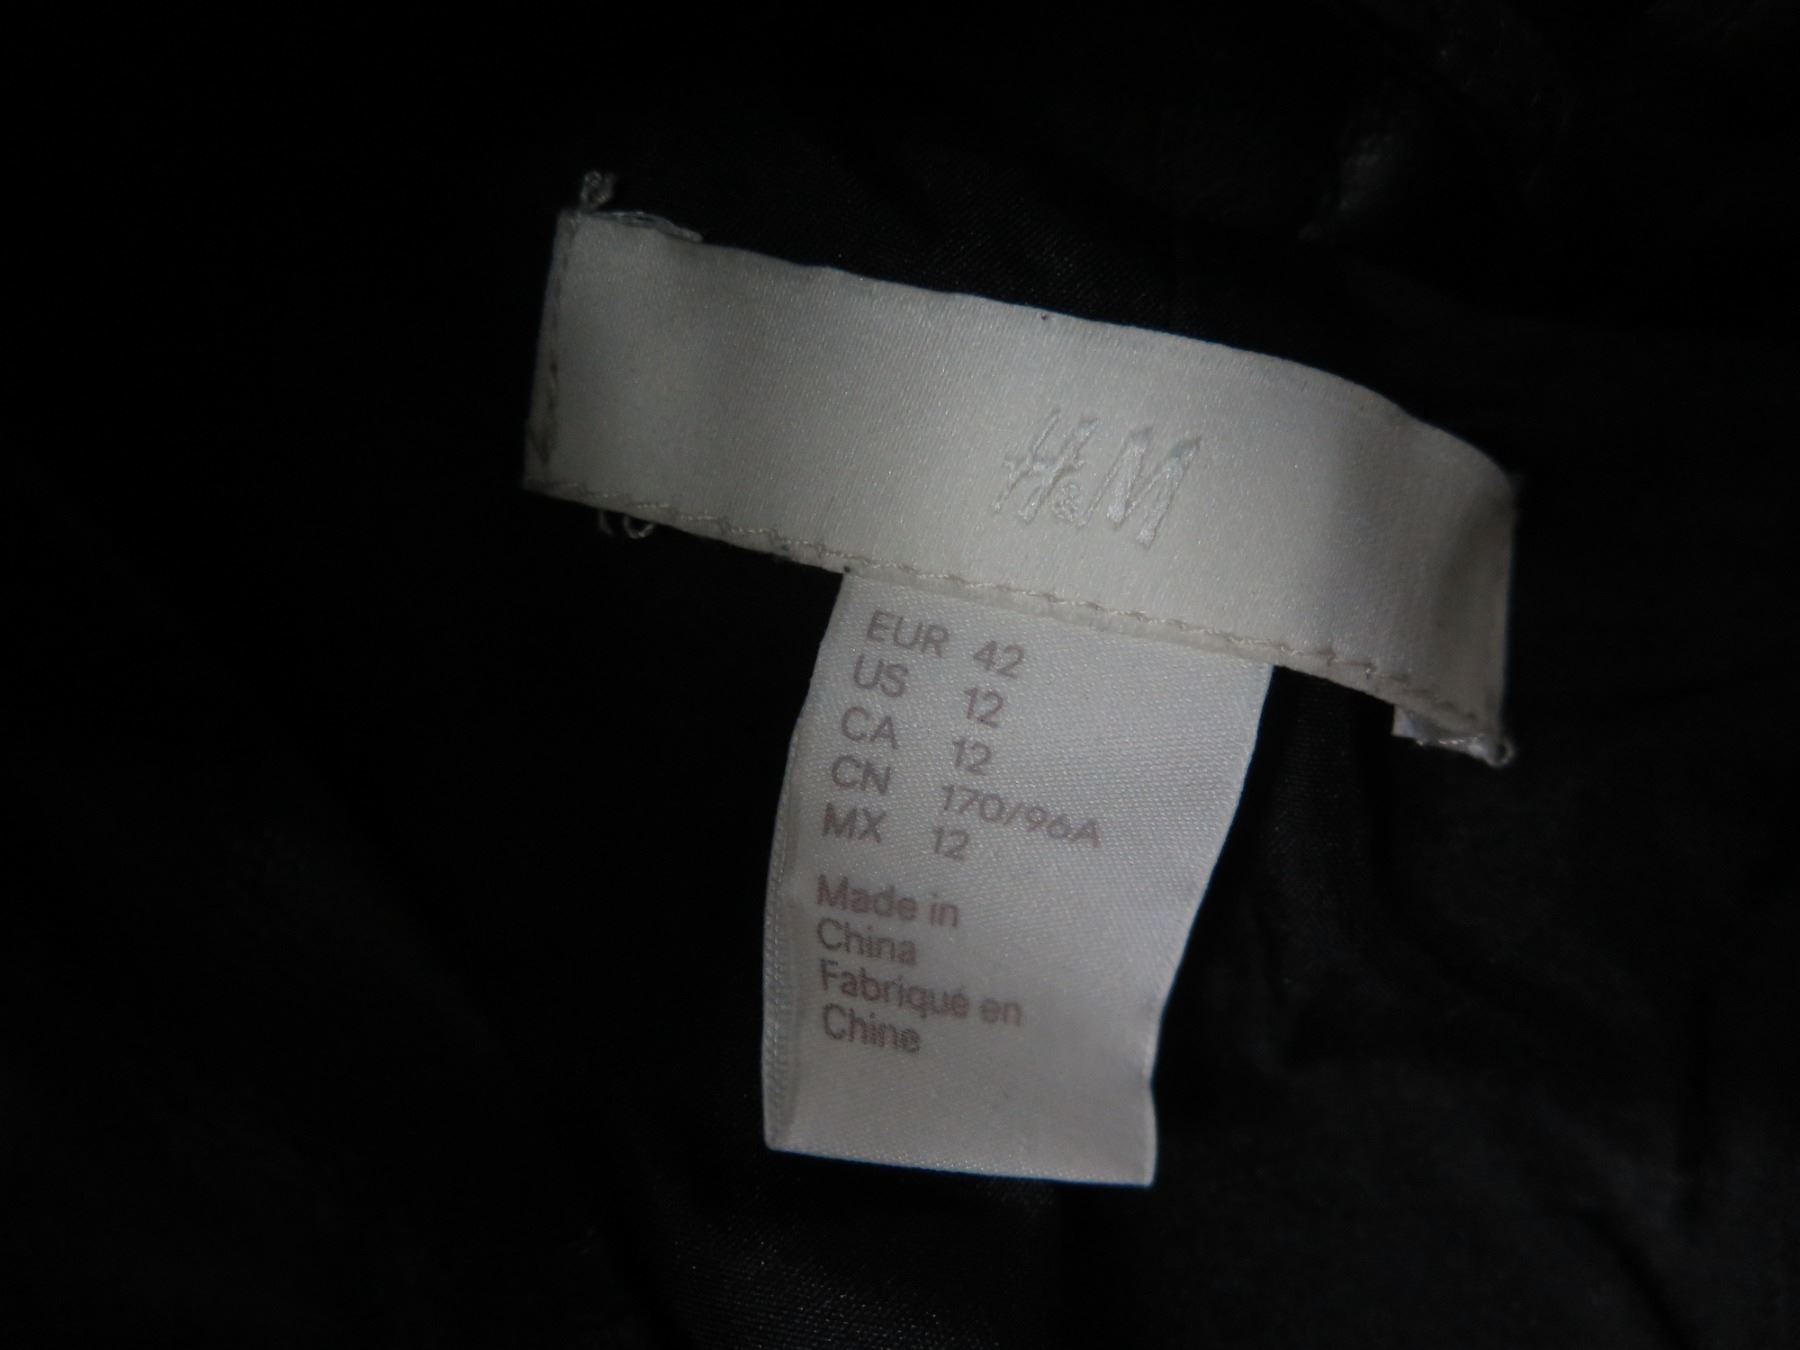 H&M
EUR 42
US 12
CA 12
CN 170/96A
MX 12
Made in
China
Fabriqué en
Chine